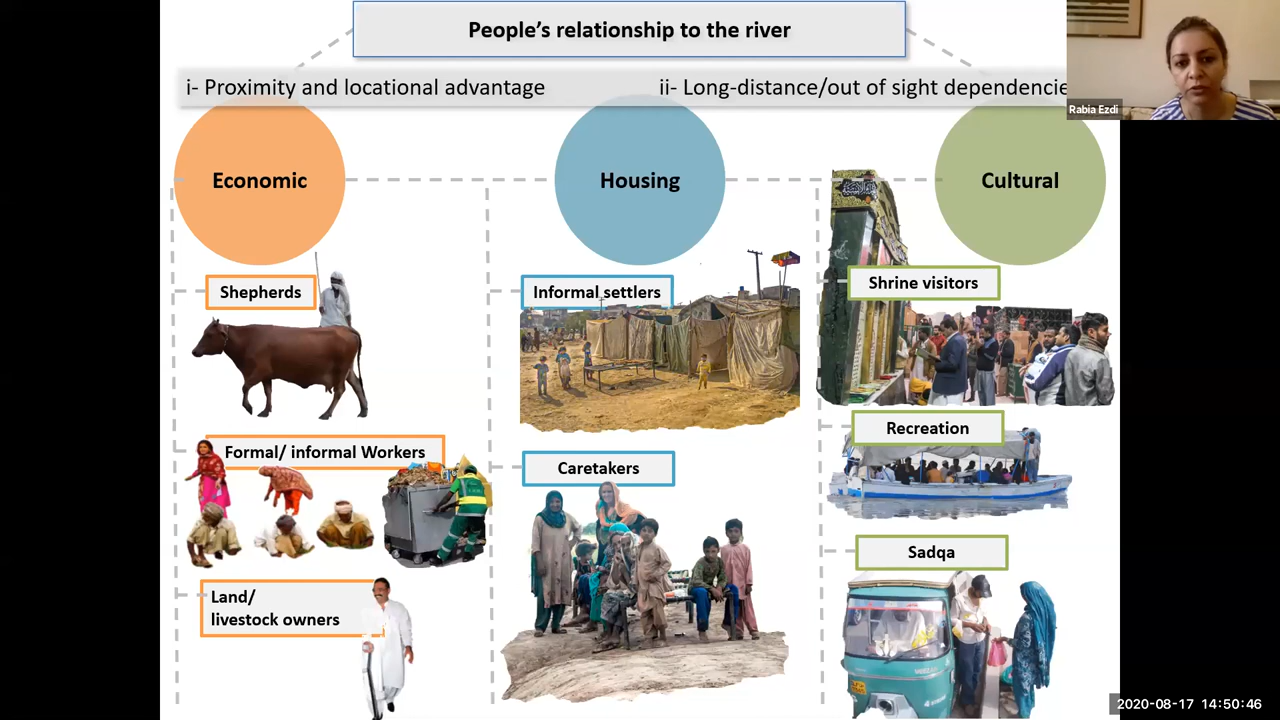 People's relationship to the river
i- Proximity and locational advantage
ii- Long-distance/out of sight dependencie
Rabia Ezdi
Economic
Housing
Cultural
Shepherds
Informal settlers
Shrine visitors
Formal/ informal Workers
Caretakers
Recreation
Land/
livestock owners
Sadqa
2020-08-17 14:50:46